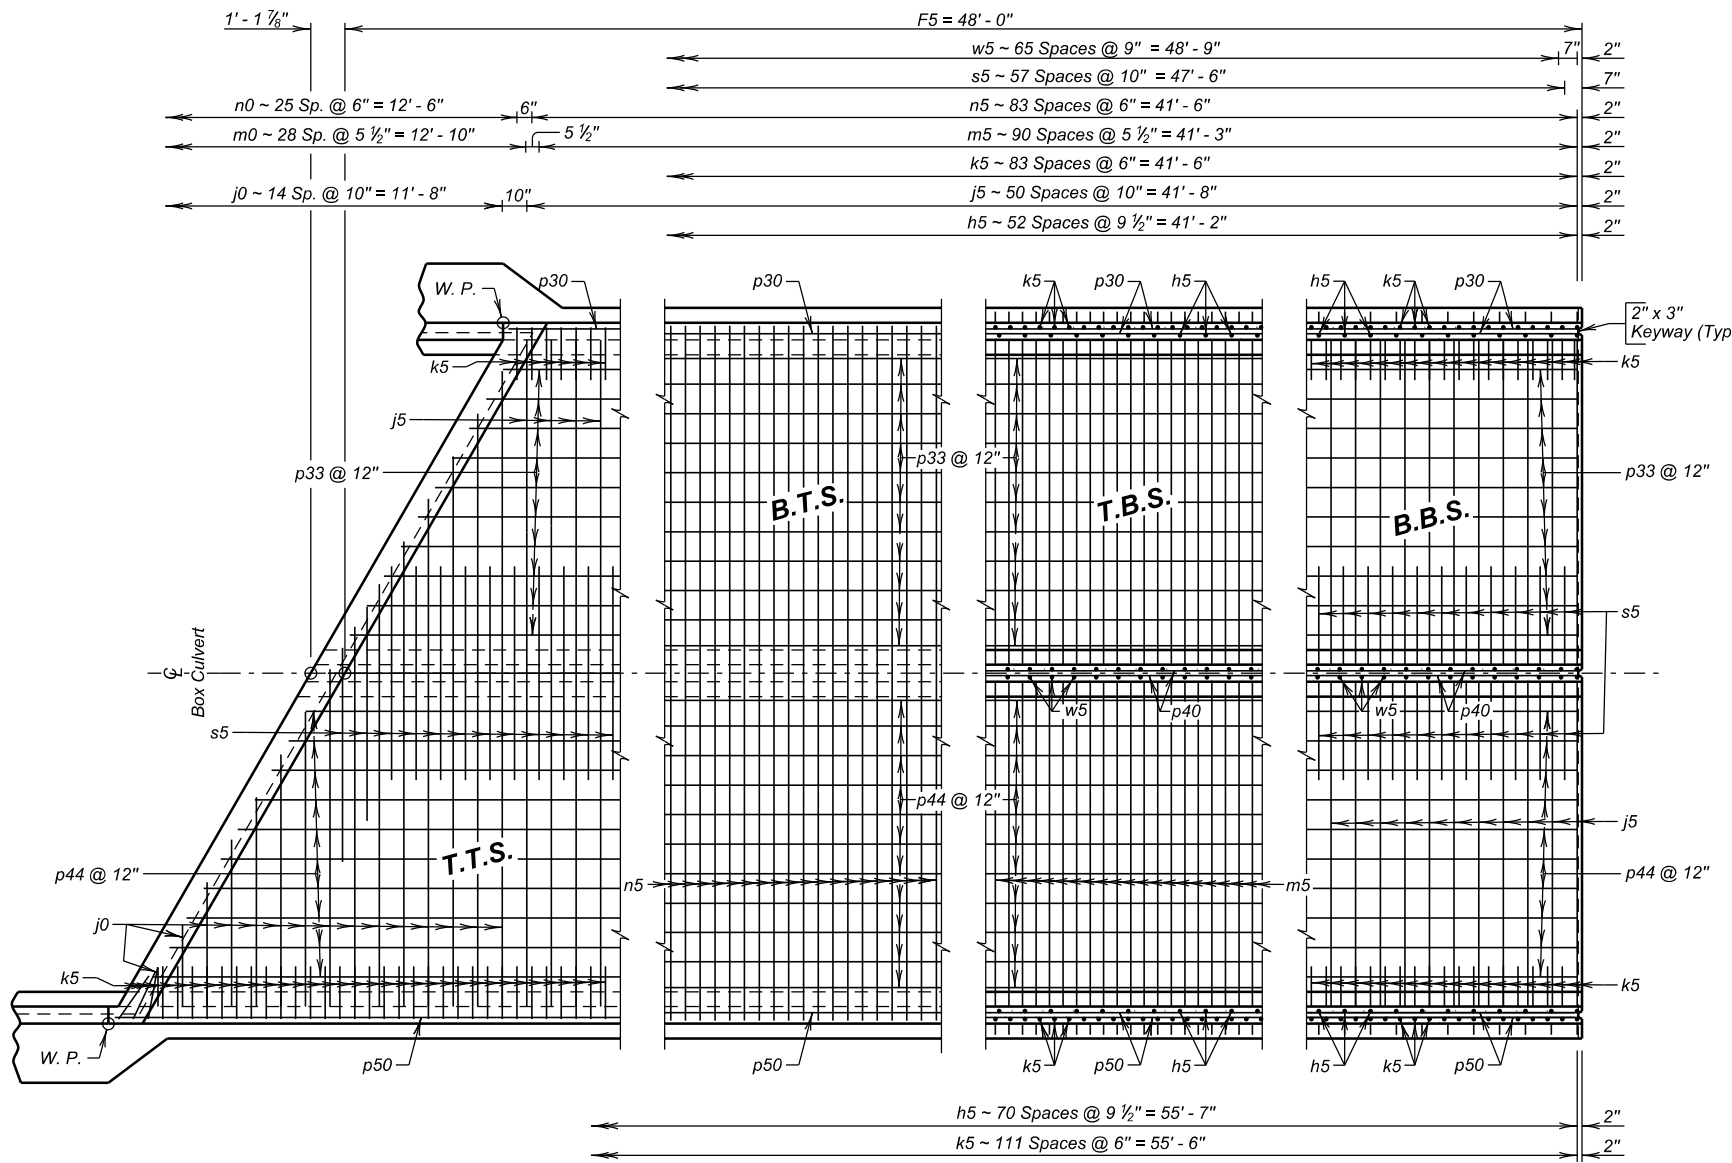 1' - 1 7/8"
F5 = 48' - 0"
w5 ~ 65 Spaces @ 9" = 48' - 9"
7"
2"
s5 ~ 57 Spaces @ 10" = 47' - 6"
7"
n0 ~ 25 Sp. @ 6" = 12' - 6"
6"
n5 ~ 83 Spaces @ 6" = 41' - 6"
2"
m0 ~ 28 Sp. @ 5 1/2" = 12' - 10"
5 1/2"
m5 ~ 90 Spaces @ 5 1/2" = 41' - 3"
2"
k5 ~ 83 Spaces @ 6" = 41' - 6"
2"
j0 ~ 14 Sp. @ 10" = 11' - 8"
10"
j5 ~ 50 Spaces @ 10" = 41' - 8"
2"
h5 ~ 52 Spaces @ 9 1/2" = 41' - 2"
2"
W. P.
p30
p30
k5
p30
h5
h5
k5
p30
2" x 3"
Keyway (Typ
k5
k5
j5
p33 @ 12"
p33 @ 12"
p33 @ 12"
B.T.S.
T.B.S.
B.B.S.
s5
℄
Box Culvert
s5
w5
p40
w5
p40
p44 @ 12"
j5
T.T.S.
p44 @ 12"
p44 @ 12"
n5
m5
j0
k5
k5
W. P.
p50
p50
k5
p50
h5
h5
k5
p50
h5 ~ 70 Spaces @ 9 1/2" = 55' - 7"
2"
k5 ~ 111 Spaces @ 6" = 55' - 6"
2"